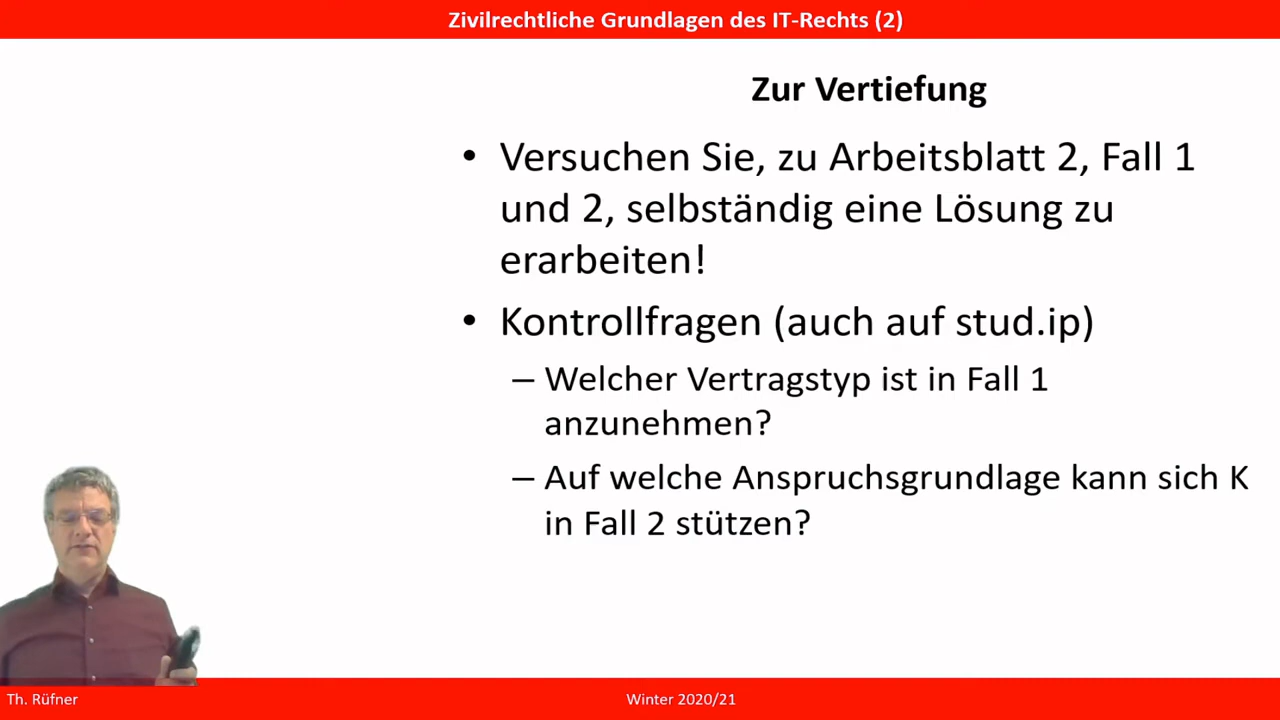 Zivilrechtliche Grundlagen des IT-Rechts (2)
Zur Vertiefung
• Versuchen Sie, zu Arbeitsblatt 2, Fall 1
und 2, selbständig eine Lösung zu
erarbeiten!
• Kontrollfragen (auch auf stud.ip)
– Welcher Vertragstyp ist in Fall 1
anzunehmen?
– Auf welche Anspruchsgrundlage kann sich K
in Fall 2 stützen?
Th. Rüfner
Winter 2020/21